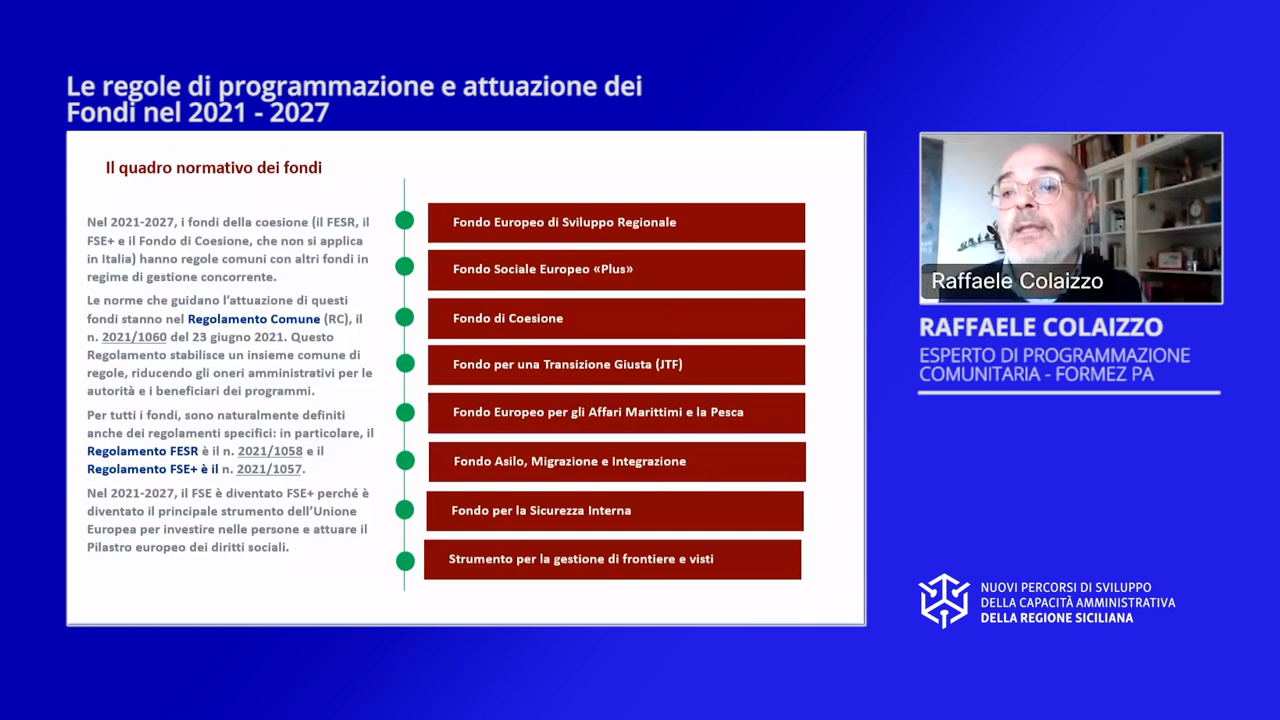 Le regole di programmazione e attuazione dei
Fondi nel 2021 - 2027
Il quadro normativo dei fondi
Nel 2021-2027, i fondi della coesione (il FESR, il
FSE+ e il Fondo di Coesione, che non si applica
in Italia) hanno regole comuni con altri fondi in
regime di gestione concorrente.
Le norme che guidano l'attuazione di questi
fondi stanno nel Regolamento Comune (RC), il
n. 2021/1060 del 23 giugno 2021. Questo
Regolamento stabilisce un insieme comune di
regole, riducendo gli oneri amministrativi per le
autorità e i beneficiari dei programmi.
Per tutti i fondi, sono naturalmente definiti
anche dei regolamenti specifici: in particolare, il
Regolamento FESR è il n. 2021/1058 e il
Regolamento FSE+ è il n. 2021/1057.
Nel 2021-2027, il FSE è diventato FSE+ perché è
diventato il principale strumento dell'Unione
Europea per investire nelle persone e attuare il
Pilastro europeo dei diritti sociali.
Fondo Europeo di Sviluppo Regionale
Fondo Sociale Europeo «Plus»
Fondo di Coesione
Fondo per una Transizione Giusta (JTF)
Fondo Europeo per gli Affari Marittimi e la Pesca
Fondo Asilo, Migrazione e Integrazione
Fondo per la Sicurezza Interna
Strumento per la gestione di frontiere e visti
Raffaele Colaizzo
RAFFAELE COLAIZZO
ESPERTO DI PROGRAMMAZIONE
COMUNITARIA - FORMEZ PA
NUOVI PERCORSI DI SVILUPPO
DELLA CAPACITÀ AMMINISTRATIVA
DELLA REGIONE SICILIANA